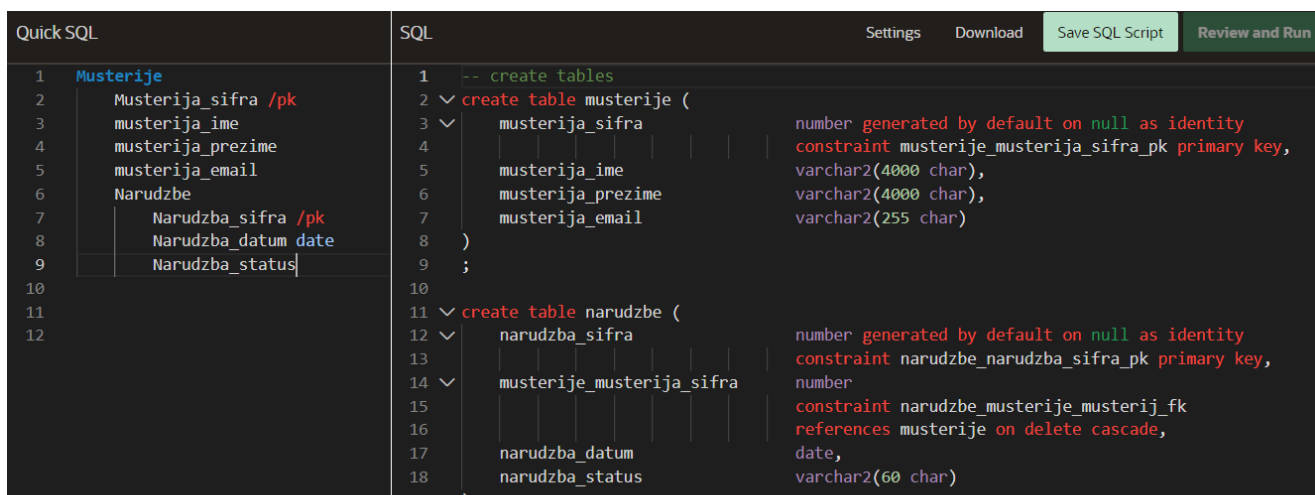 Quick SQL
1 Musterije
2 Musterija_sifra /pk
3 musterija_ime
4 musterija_prezime
5 musterija_email
6 Narudzbe
7 Narudzba_sifra /pk
8 Narudzba_datum date
9 Narudzba_status
10
11
12
SQL Settings Download Save SQL Script Review and Run
1 -- create tables
2 create table musterije (
3 musterija_sifra number generated by default on null as identity
4 constraint musterije_musterija_sifra_pk primary key,
5 musterija_ime varchar2(4000 char),
6 musterija_prezime varchar2(4000 char),
7 musterija_email varchar2(255 char)
8 )
9 ;
10
11 create table narudzbe (
12 narudzba_sifra number generated by default on null as identity
13 constraint narudzbe_narudzba_sifra_pk primary key,
14 musterije_musterija_sifra number
15 constraint narudzbe_musterije_musterij_fk
16 references musterije on delete cascade,
17 narudzba_datum date,
18 narudzba_status varchar2(60 char)